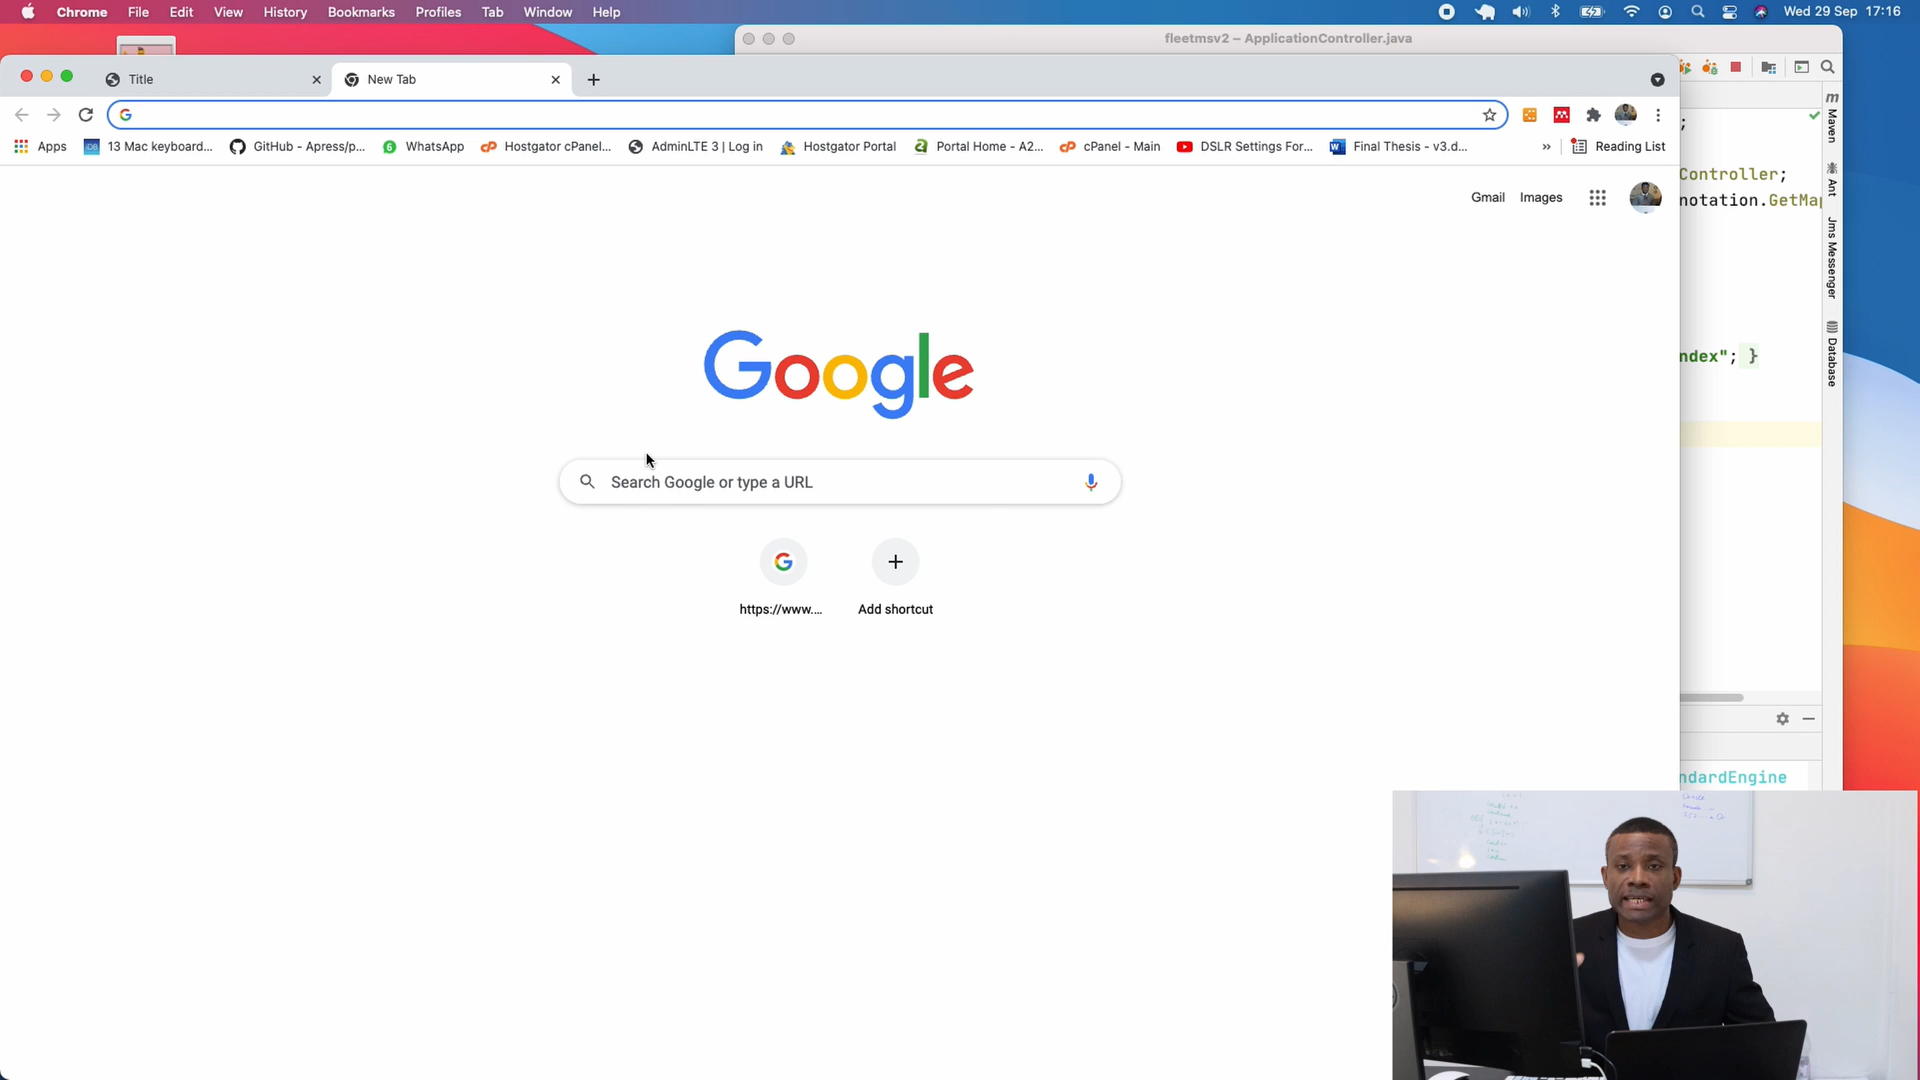 Chrome File Edit View History Bookmarks Profiles Tab Window Help Wed 29 Sep 17:16
fleetmsv2 – ApplicationController.java
Title New Tab
Apps 13 Mac keyboard... GitHub - Apress/p... WhatsApp Hostgator cPanel... AdminLTE 3 | Log in Hostgator Portal Portal Home - A2... cPanel - Main DSLR Settings For... Final Thesis - v3.d... » Reading List
Gmail Images
Google
Search Google or type a URL
https://www.... Add shortcut
;
Controller;
notation.GetMap
ndex"; }
ndardEngine
Maven
Ant
Jms Messenger
Database